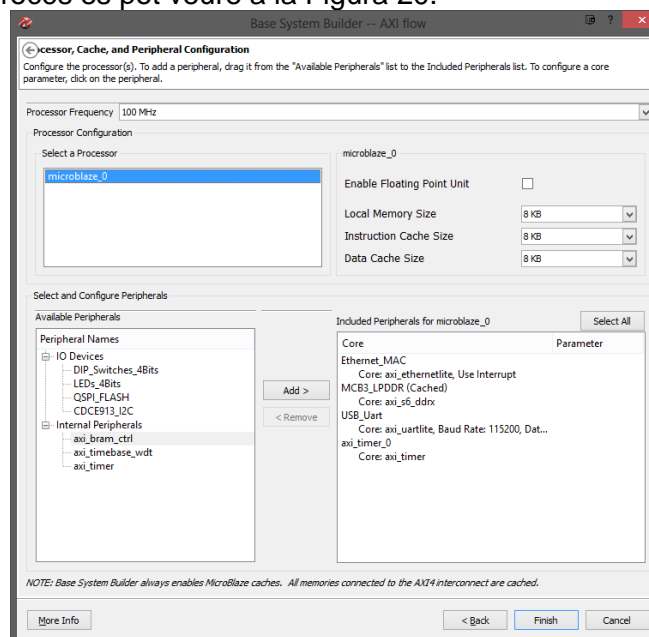 procés es pot veure a la Figura 20.
Base System Builder -- AXI flow
ocessor, Cache, and Peripheral Configuration
Configure the processor(s). To add a peripheral, drag it from the "Available Peripherals" list to the Included Peripherals list. To configure a core
parameter, click on the peripheral.
Processor Frequency 100 MHz
Processor Configuration
Select a Processor
microblaze_0
microblaze_0
Enable Floating Point Unit
Local Memory Size 8 KB
Instruction Cache Size 8 KB
Data Cache Size 8 KB
Select and Configure Peripherals
Available Peripherals
Peripheral Names
IO Devices
DIP_Switches_4Bits
LEDs_4Bits
QSPI_FLASH
CDCE913_I2C
Internal Peripherals
axi_bram_ctrl
axi_timebase_wdt
axi_timer
Add >
< Remove
Included Peripherals for microblaze_0 Select All
Core Parameter
Ethernet_MAC
Core: axi_ethernetlite, Use Interrupt
MCB3_LPDDR (Cached)
Core: axi_s6_ddrx
USB_Uart
Core: axi_uartlite, Baud Rate: 115200, Dat...
axi_timer_0
Core: axi_timer
NOTE: Base System Builder always enables MicroBlaze caches. All memories connected to the AXI4 interconnect are cached.
More Info < Back Finish Cancel